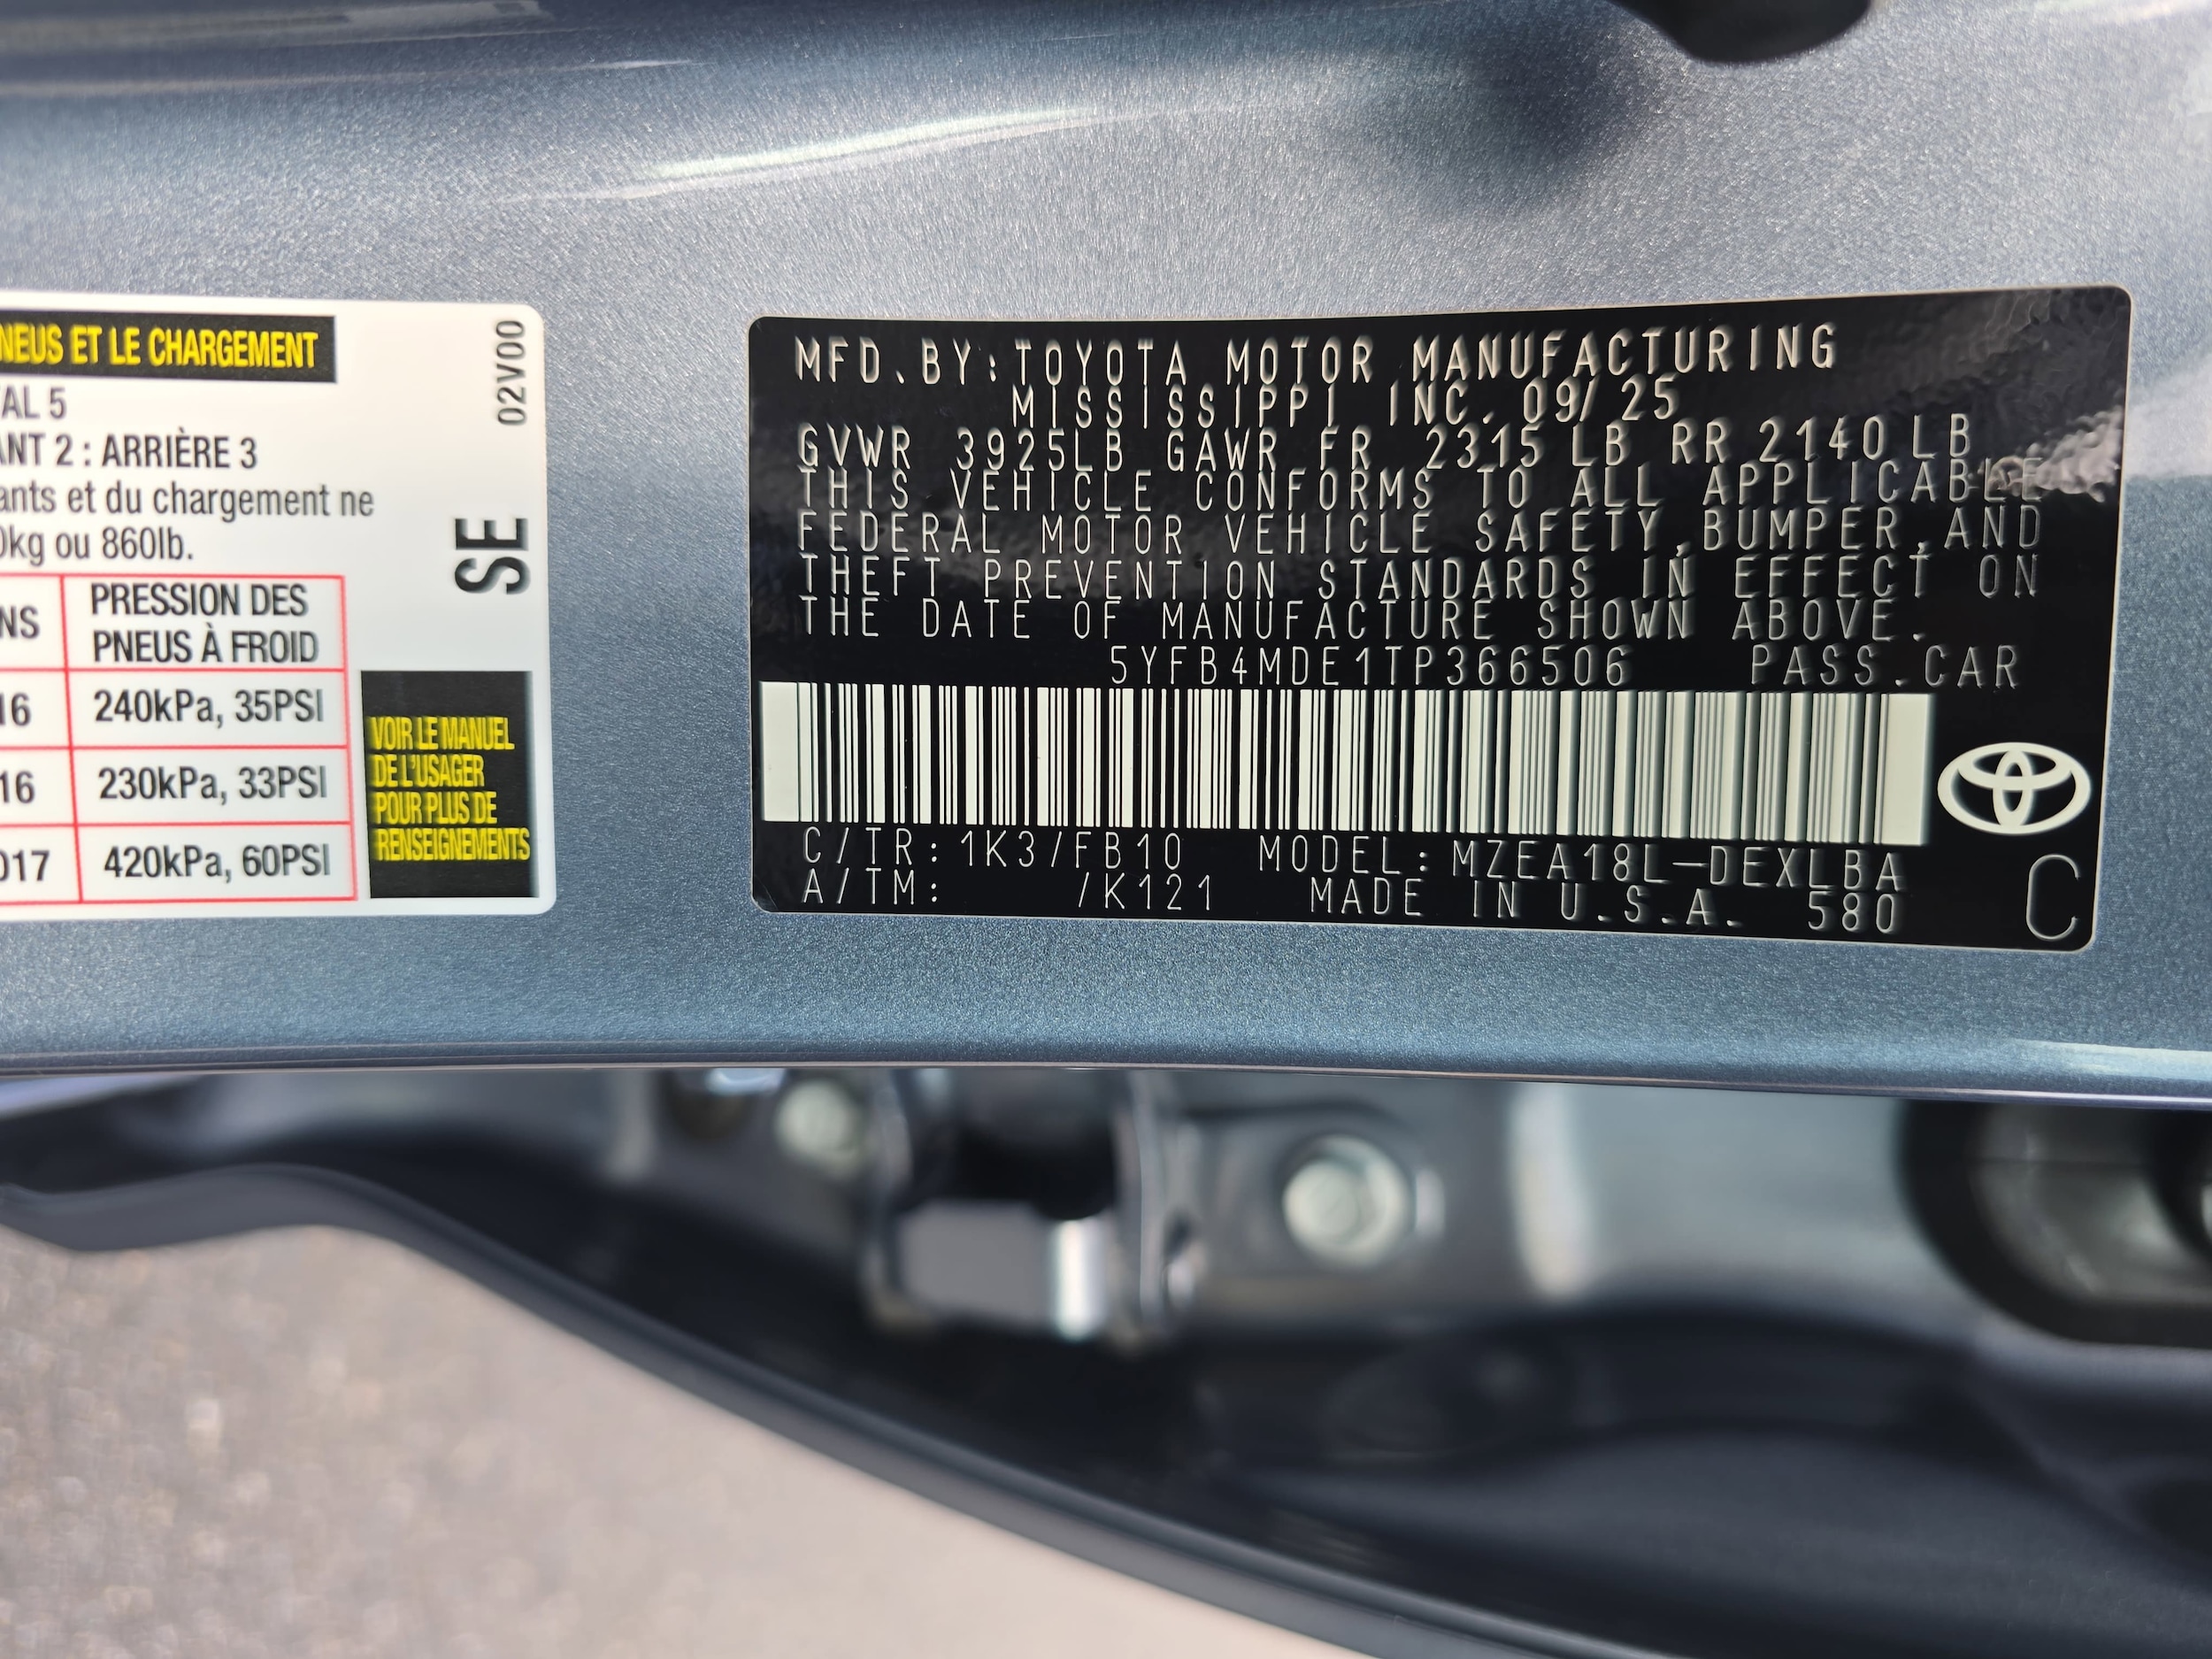 NEUS ET LE CHARGEMENT
AL 5
ANT 2 : ARRIÈRE 3
ants et du chargement ne
0kg ou 860lb.
NS
PRESSION DES
PNEUS À FROID
16
240kPa, 35PSI
16
230kPa, 33PSI
017
420kPa, 60PSI
02V00
SE
VOIR LE MANUEL
DE L'USAGER
POUR PLUS DE
RENSEIGNEMENTS
MFD.BY:TOYOTA MOTOR MANUFACTURING
MISSISSIPPI INC. 09/25
GVWR 3925LB GAWR FR 2315 LB RR 2140 LB
THIS VEHICLE CONFORMS TO ALL APPLICABLE
FEDERAL MOTOR VEHICLE SAFETY,BUMPER,AND
THEFT PREVENTION STANDARDS IN EFFECT ON
THE DATE OF MANUFACTURE SHOWN ABOVE.
5YFB4MDE1TP366506 PASS.CAR
C/TR:1K3/FB10 MODEL:MZEA18L-DEXLBA
A/TM: /K121 MADE IN U.S.A. 580
C